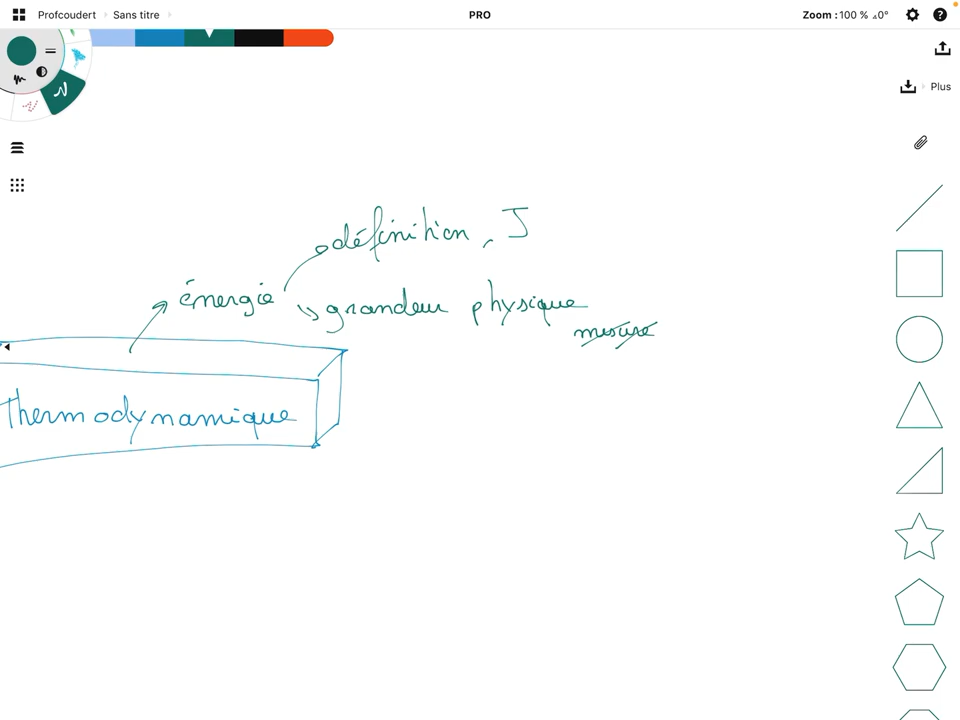 Profcoudert
Sans titre
PRO
Zoom : 100 % ⦟0°
Plus
définition, J
énergie
grandeur physique
mesure
thermodynamique